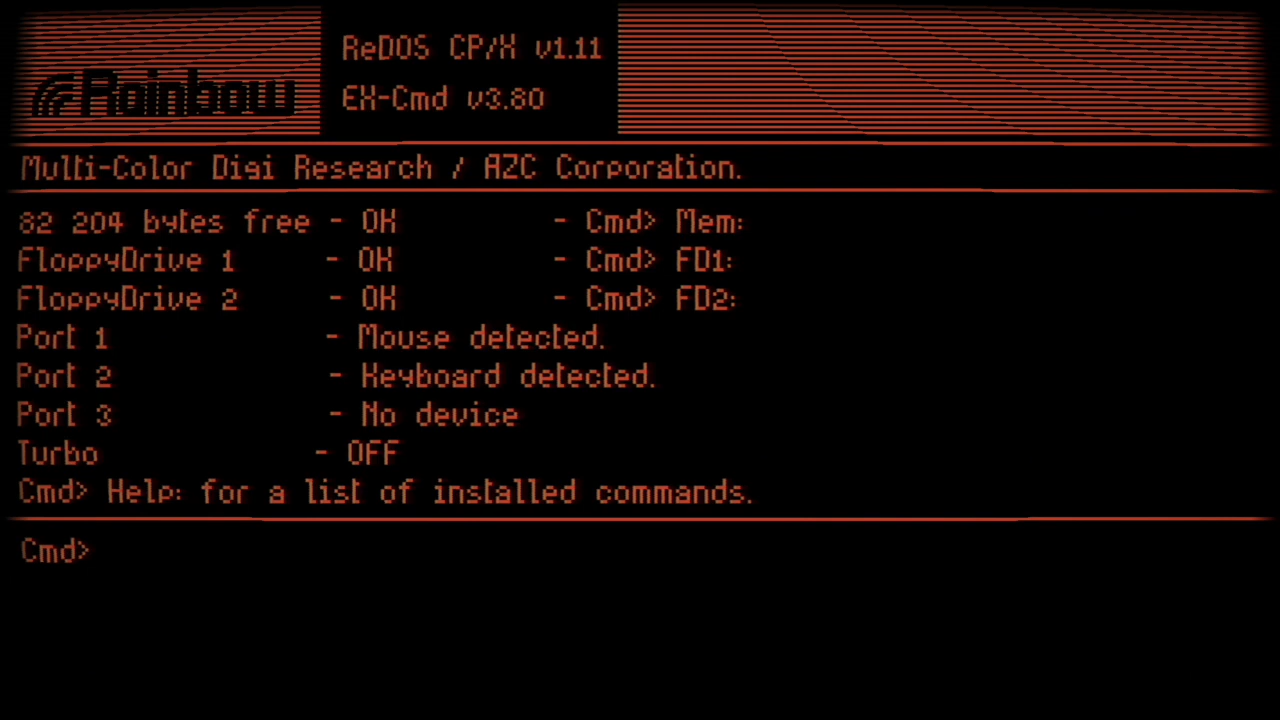 Rainbow
ReDOS CP/X v1.11
EX-Cmd v3.80
Multi-Color Digi Research / AZC Corporation.
82 204 bytes free - OK - Cmd> Mem:
FloppyDrive 1 - OK - Cmd> FD1:
FloppyDrive 2 - OK - Cmd> FD2:
Port 1 - Mouse detected.
Port 2 - Keyboard detected.
Port 3 - No device
Turbo - OFF
Cmd> Help: for a list of installed commands.
Cmd>